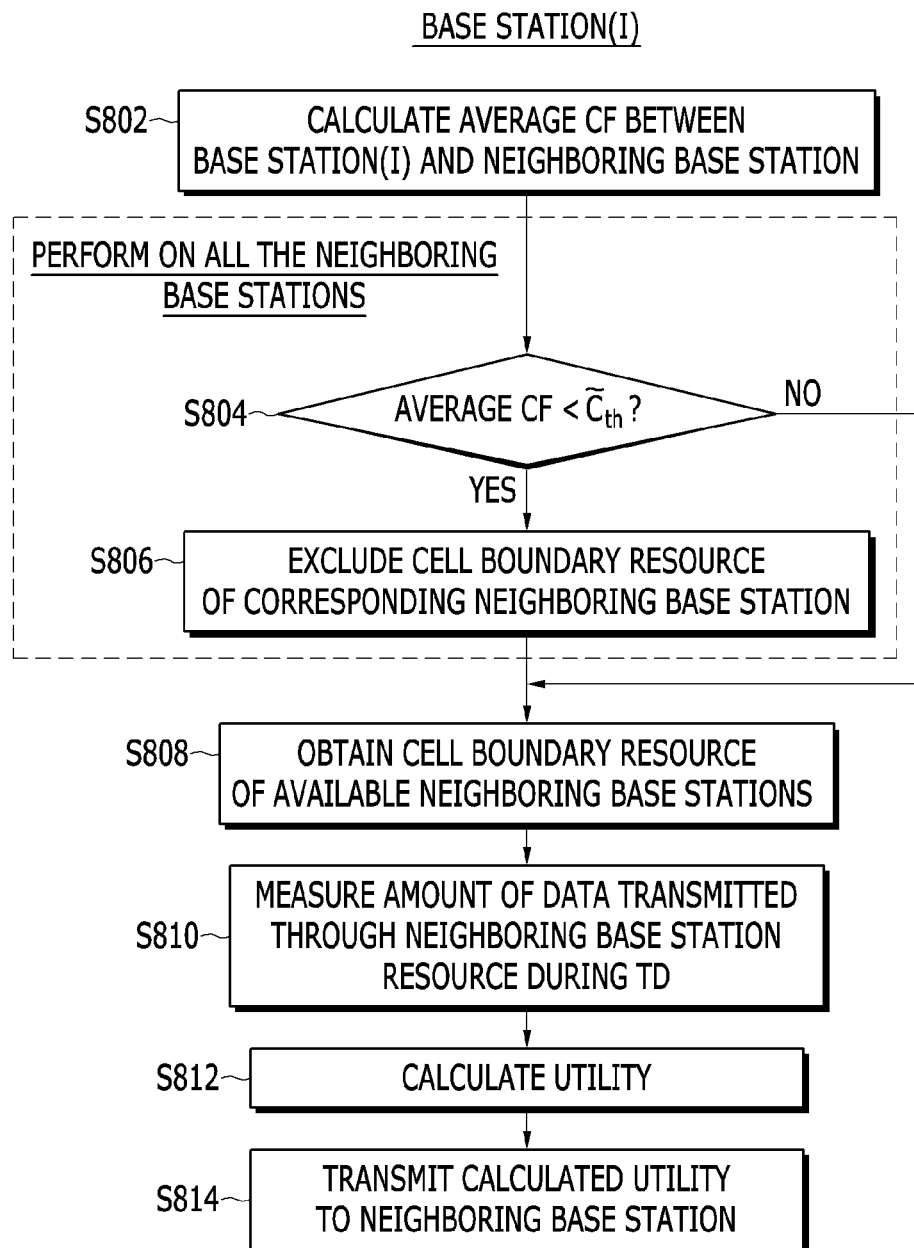 BASE STATION(I)
S802
CALCULATE AVERAGE CF BETWEEN
BASE STATION(I) AND NEIGHBORING BASE STATION
PERFORM ON ALL THE NEIGHBORING
BASE STATIONS
S804
AVERAGE CF < C̃th ?
NO
YES
S806
EXCLUDE CELL BOUNDARY RESOURCE
OF CORRESPONDING NEIGHBORING BASE STATION
S808
OBTAIN CELL BOUNDARY RESOURCE
OF AVAILABLE NEIGHBORING BASE STATIONS
S810
MEASURE AMOUNT OF DATA TRANSMITTED
THROUGH NEIGHBORING BASE STATION
RESOURCE DURING TD
S812
CALCULATE UTILITY
S814
TRANSMIT CALCULATED UTILITY
TO NEIGHBORING BASE STATION